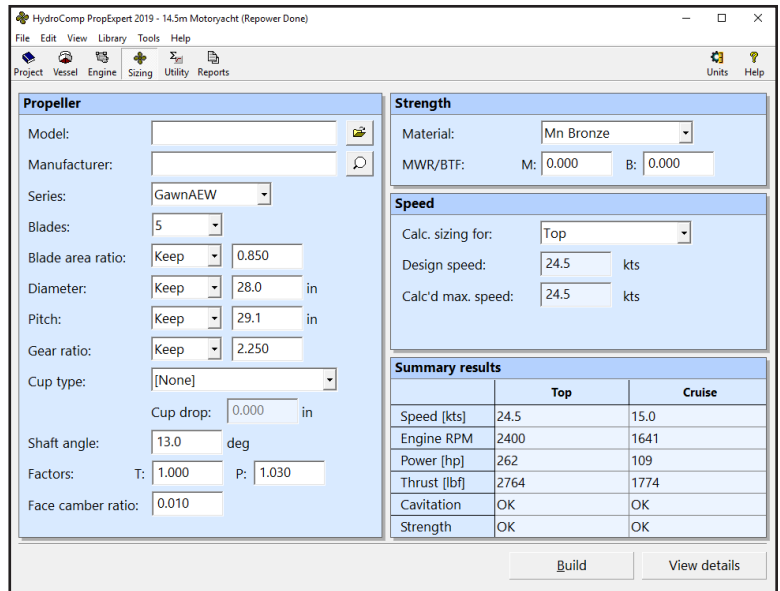 HydroComp PropExpert 2019 - 14.5m Motoryacht (Repower Done)
File Edit View Library Tools Help
Project Vessel Engine Sizing Utility Reports Units Help
Propeller
Model:
Manufacturer:
Series: GawnAEW
Blades: 5
Blade area ratio: Keep 0.850
Diameter: Keep 28.0 in
Pitch: Keep 29.1 in
Gear ratio: Keep 2.250
Cup type: [None]
Cup drop: 0.000 in
Shaft angle: 13.0 deg
Factors: T: 1.000 P: 1.030
Face camber ratio: 0.010
Strength
Material: Mn Bronze
MWR/BTF: M: 0.000 B: 0.000
Speed
Calc. sizing for: Top
Design speed: 24.5 kts
Calc'd max. speed: 24.5 kts
Summary results
Top Cruise
Speed [kts] 24.5 15.0
Engine RPM 2400 1641
Power [hp] 262 109
Thrust [lbf] 2764 1774
Cavitation OK OK
Strength OK OK
Build View details